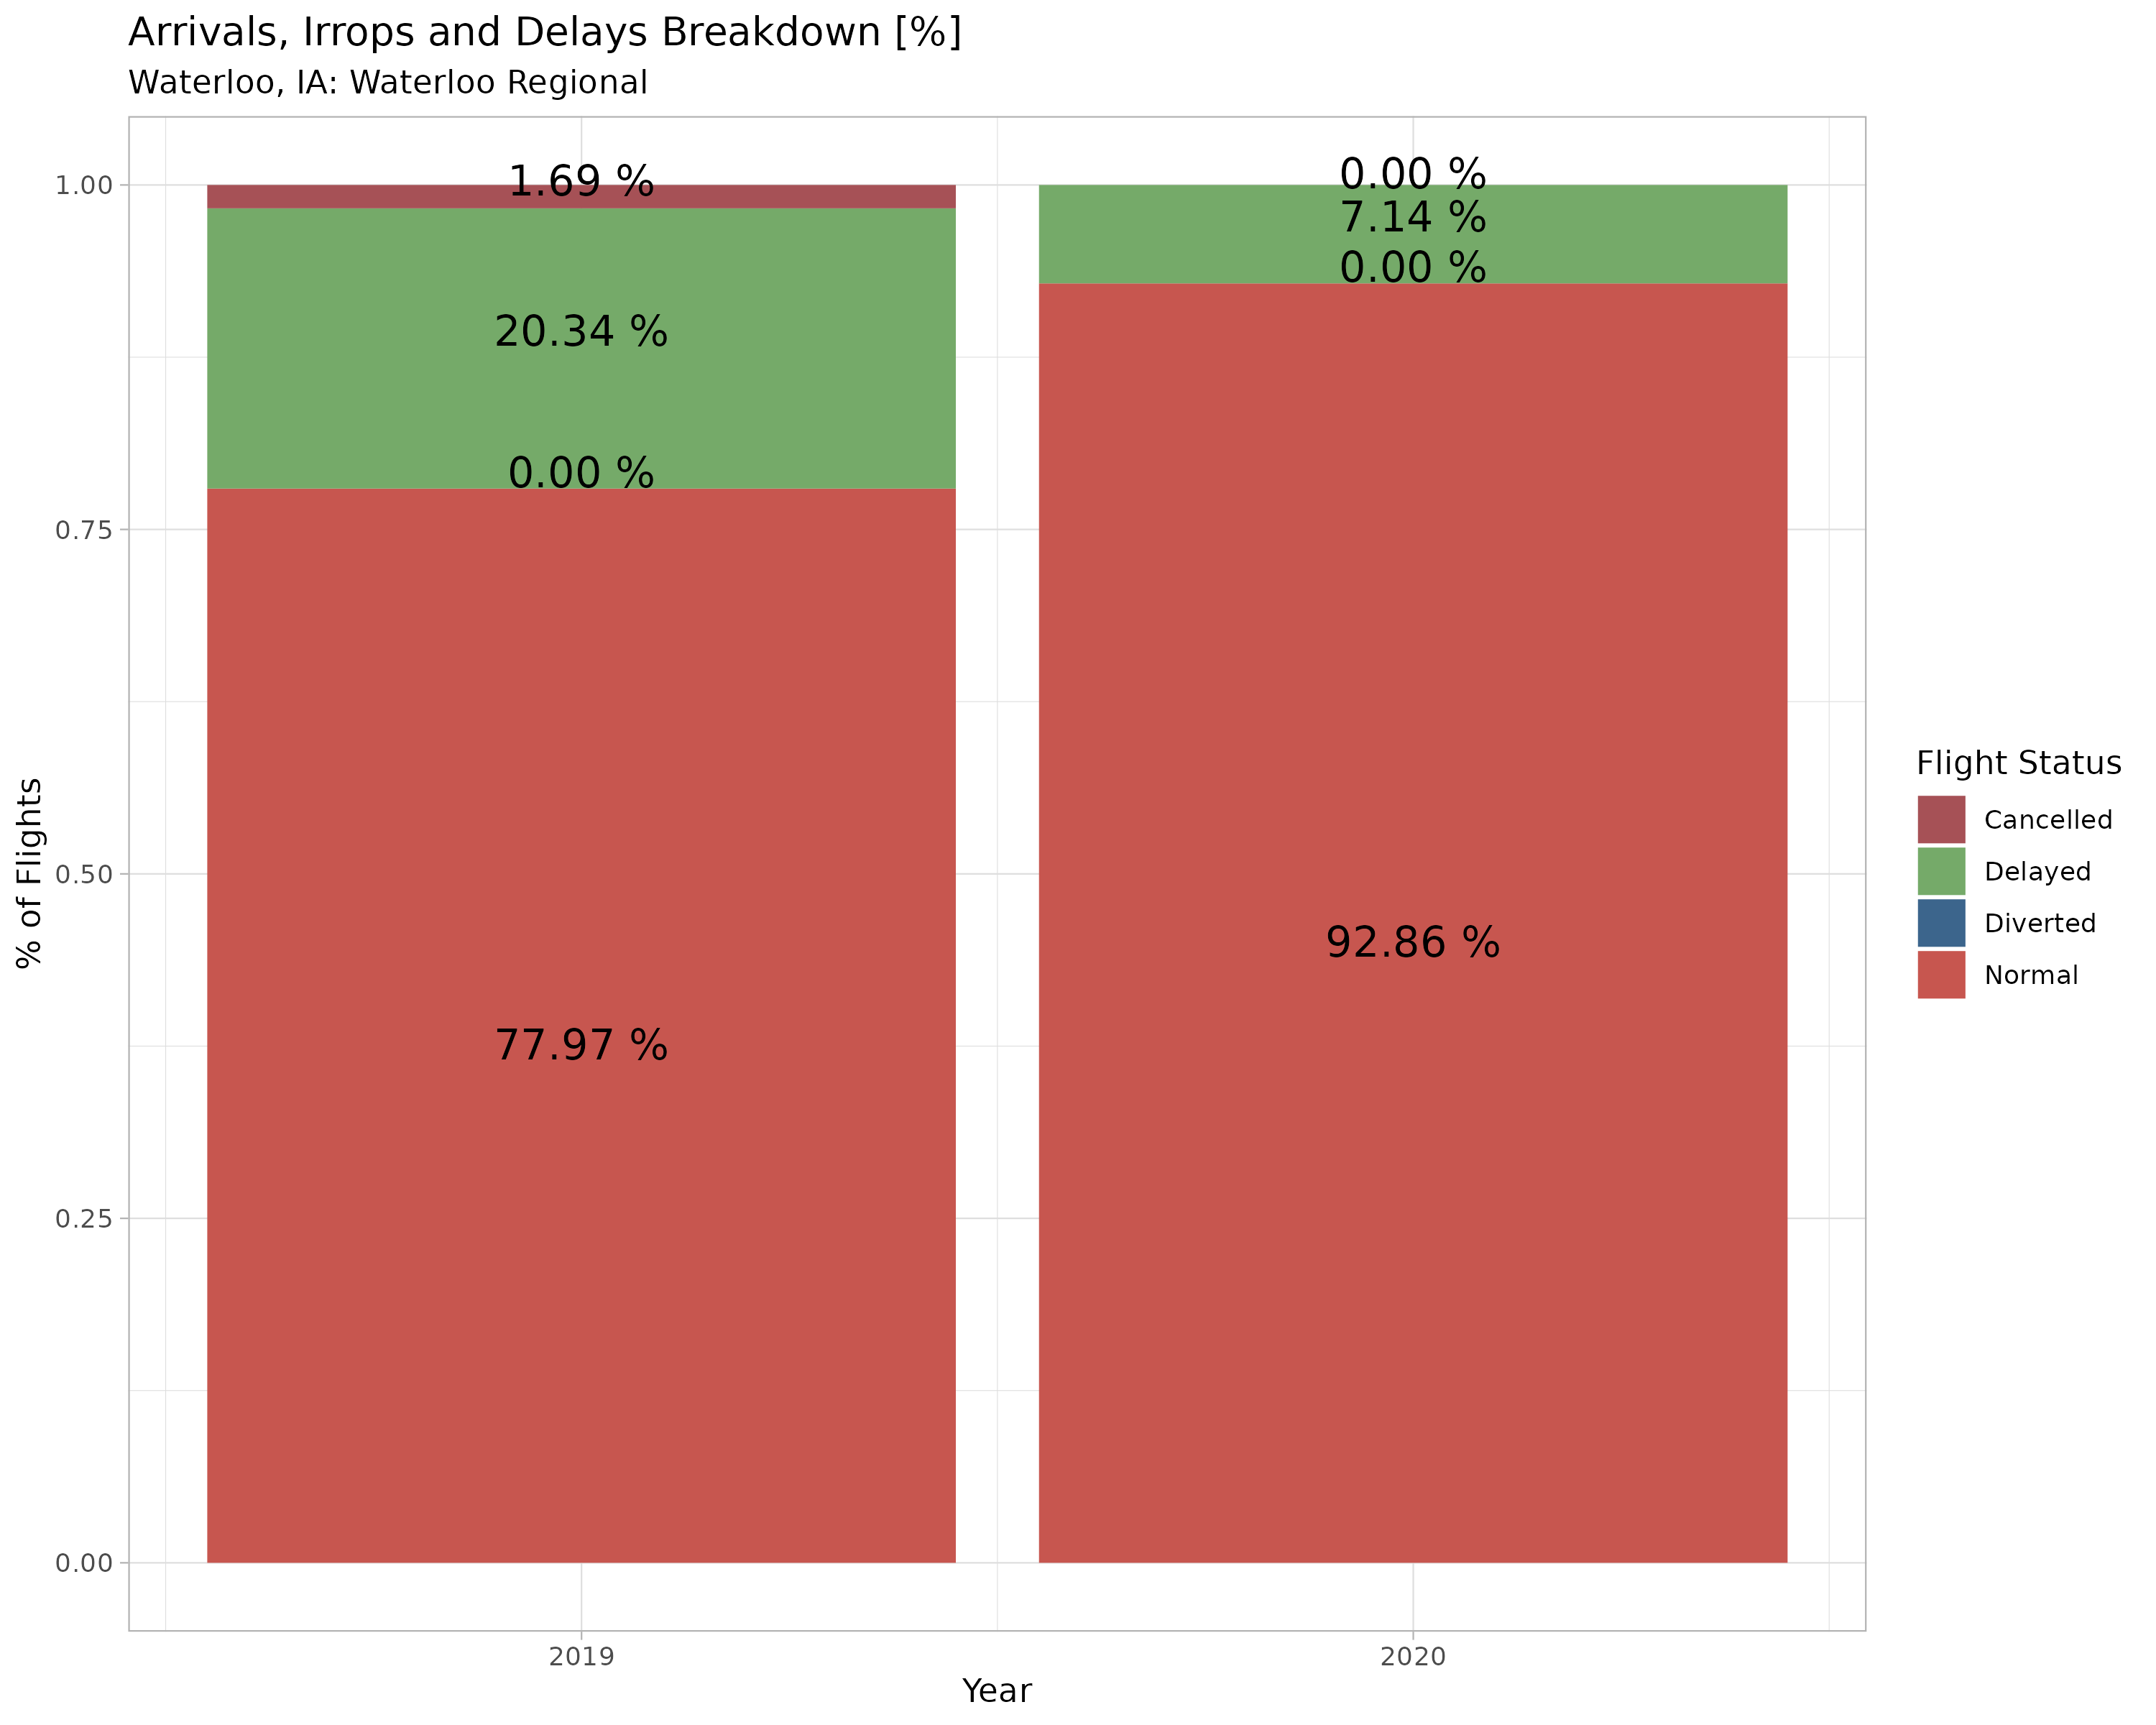 Arrivals, Irrops and Delays Breakdown [%]
Waterloo, IA: Waterloo Regional
% of Flights
1.00
0.75
0.50
0.25
0.00
1.69 %
20.34 %
0.00 %
77.97 %
0.00 %
7.14 %
0.00 %
92.86 %
2019
2020
Year
Flight Status
Cancelled
Delayed
Diverted
Normal